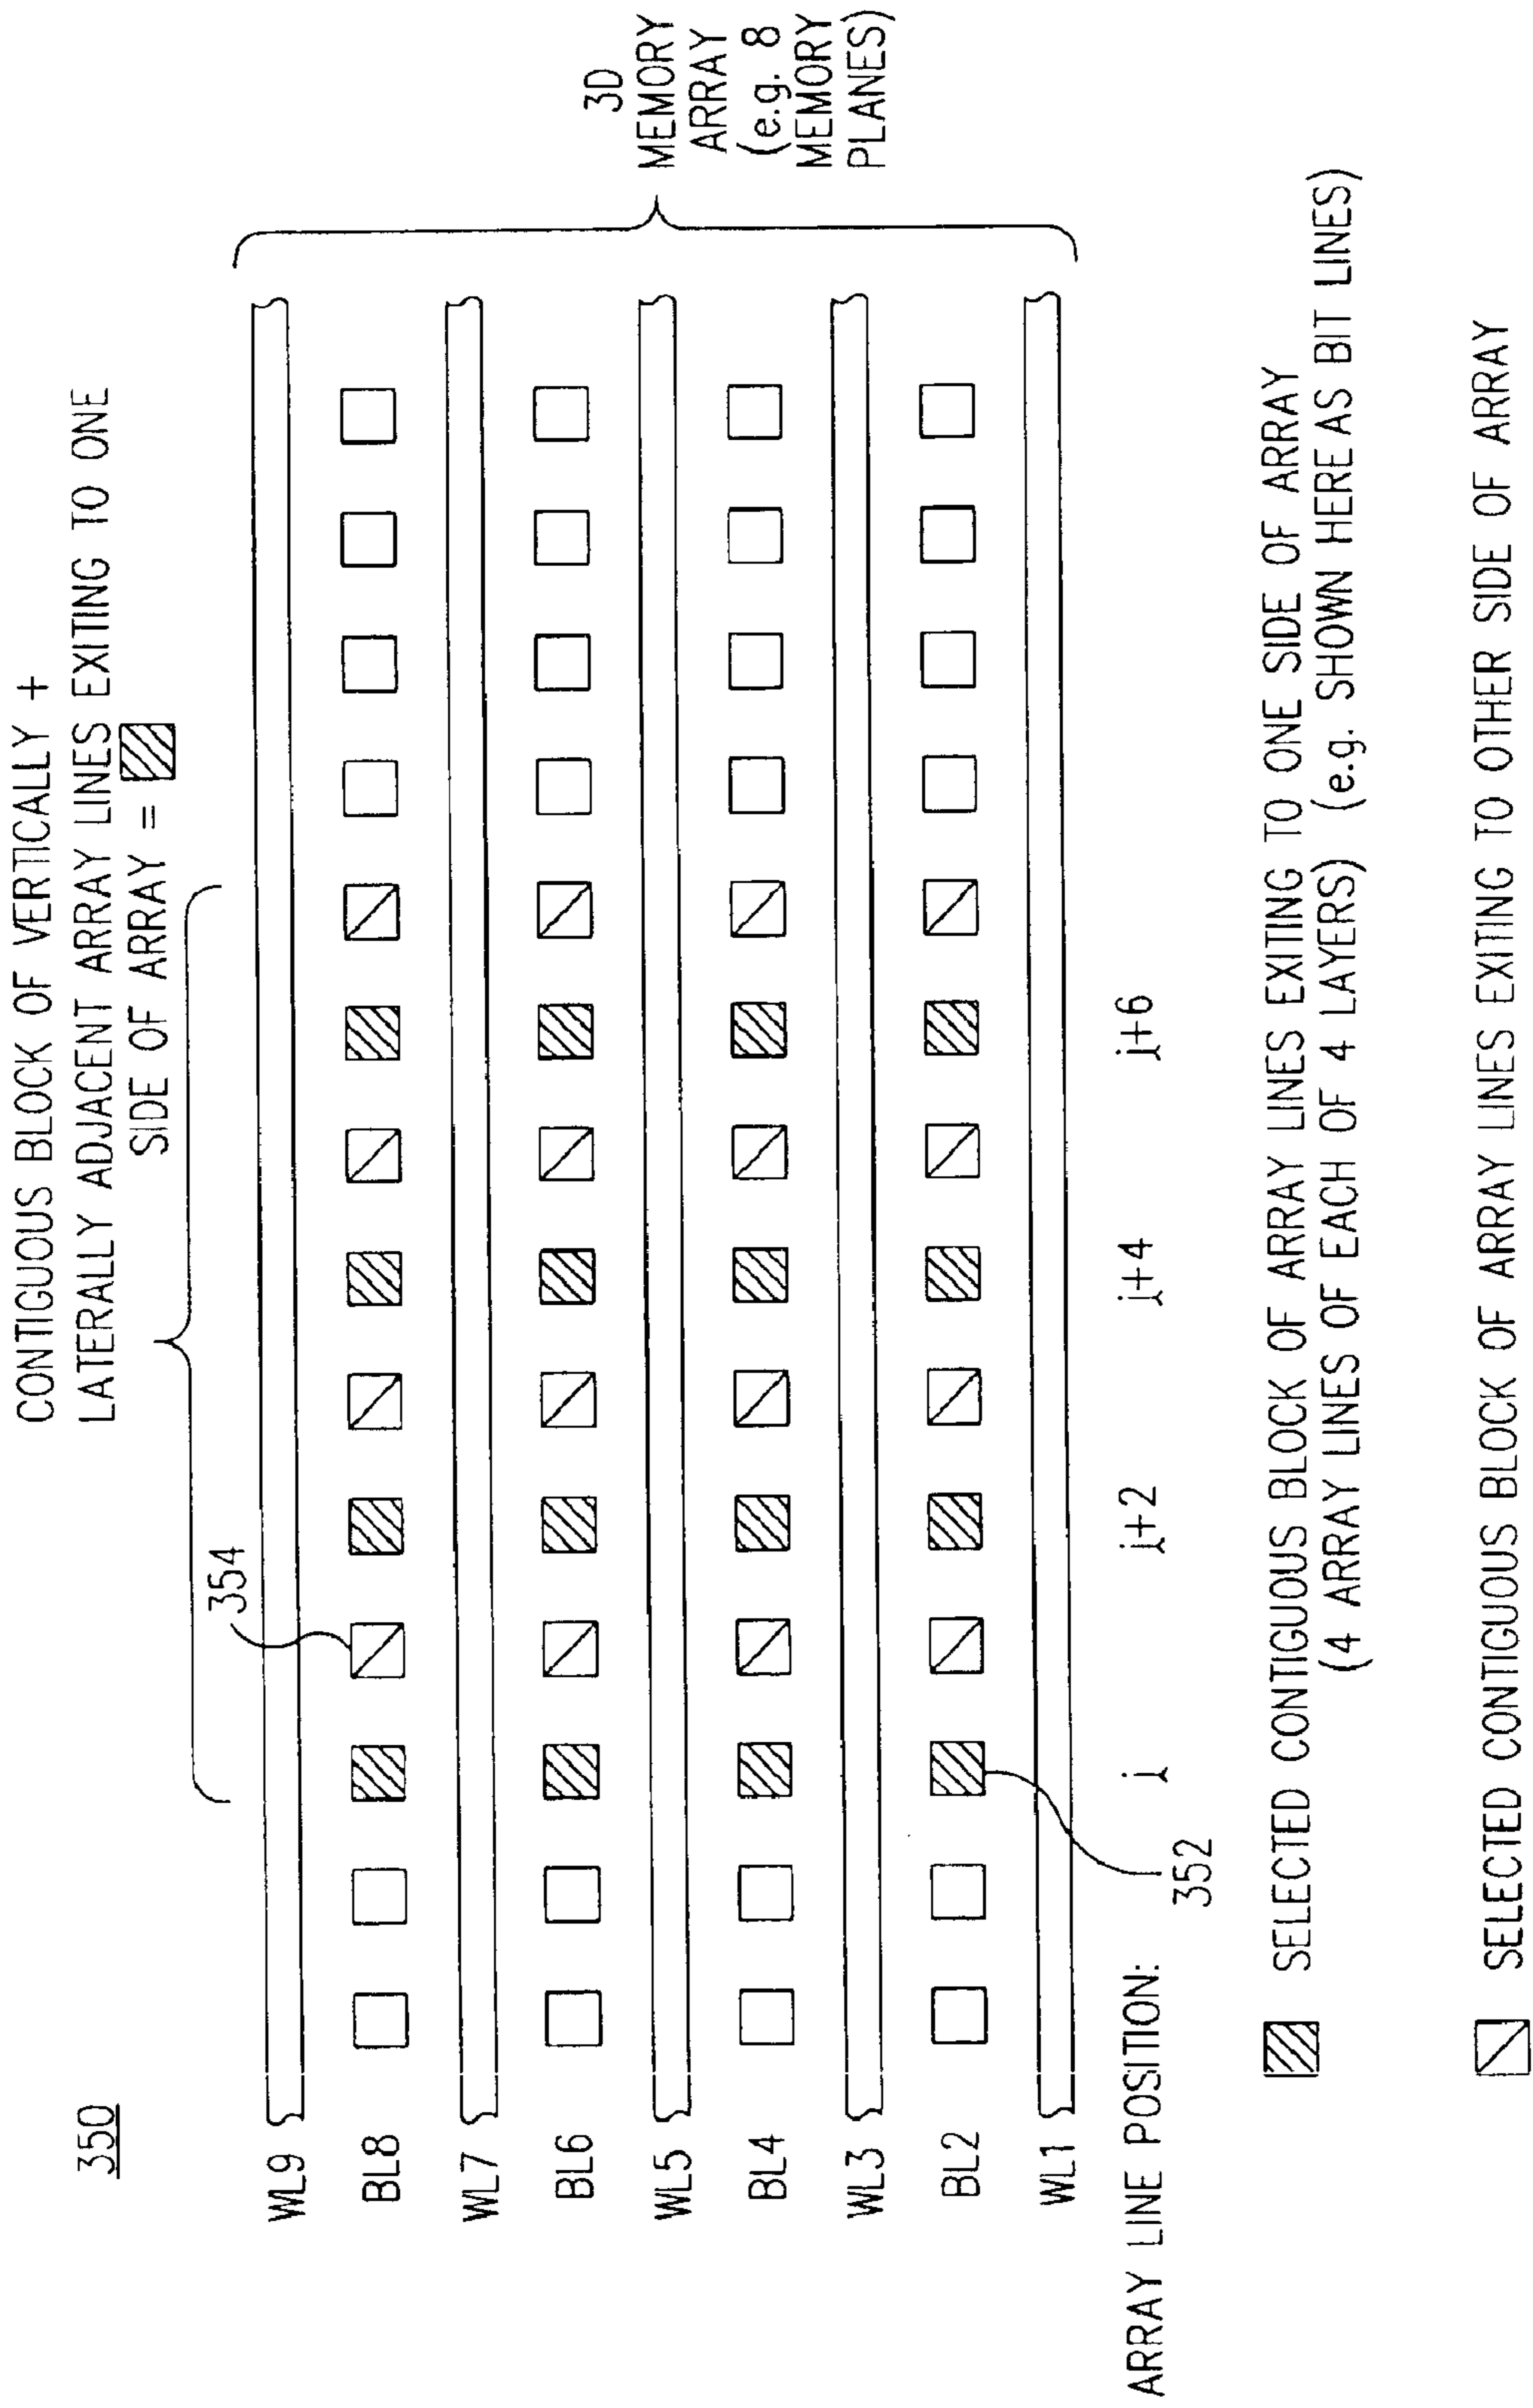 350
CONTIGUOUS BLOCK OF VERTICALLY +
LATERALLY ADJACENT ARRAY LINES EXITING TO ONE
SIDE OF ARRAY =
354
WL9
BL8
WL7
BL6
WL5
BL4
WL3
BL2
WL1
3D
MEMORY
ARRAY
(e.g. 8
MEMORY
PLANES)
ARRAY LINE POSITION:
j
j+2
j+4
j+6
352
SELECTED CONTIGUOUS BLOCK OF ARRAY LINES EXITING TO ONE SIDE OF ARRAY
(4 ARRAY LINES OF EACH OF 4 LAYERS) (e.g. SHOWN HERE AS BIT LINES)
SELECTED CONTIGUOUS BLOCK OF ARRAY LINES EXITING TO OTHER SIDE OF ARRAY